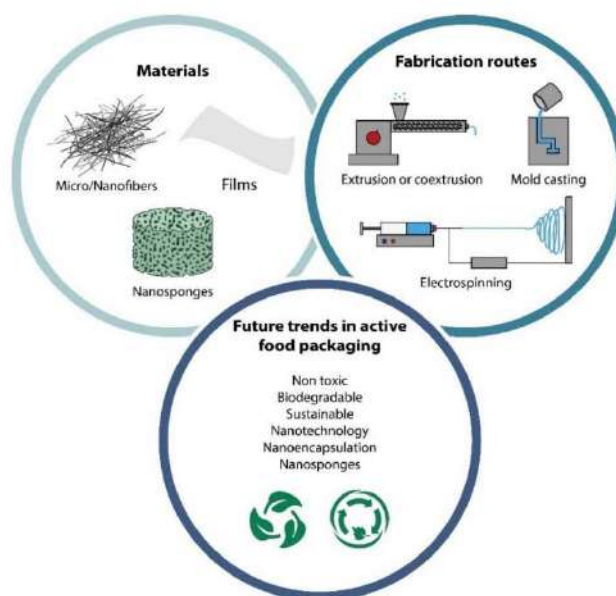 Materials
Micro/Nanofibers
Films
Nanosponges
Fabrication routes
Extrusion or coextrusion
Mold casting
Electrospinning
Future trends in active
food packaging
Non toxic
Biodegradable
Sustainable
Nanotechnology
Nanoencapsulation
Nanosponges